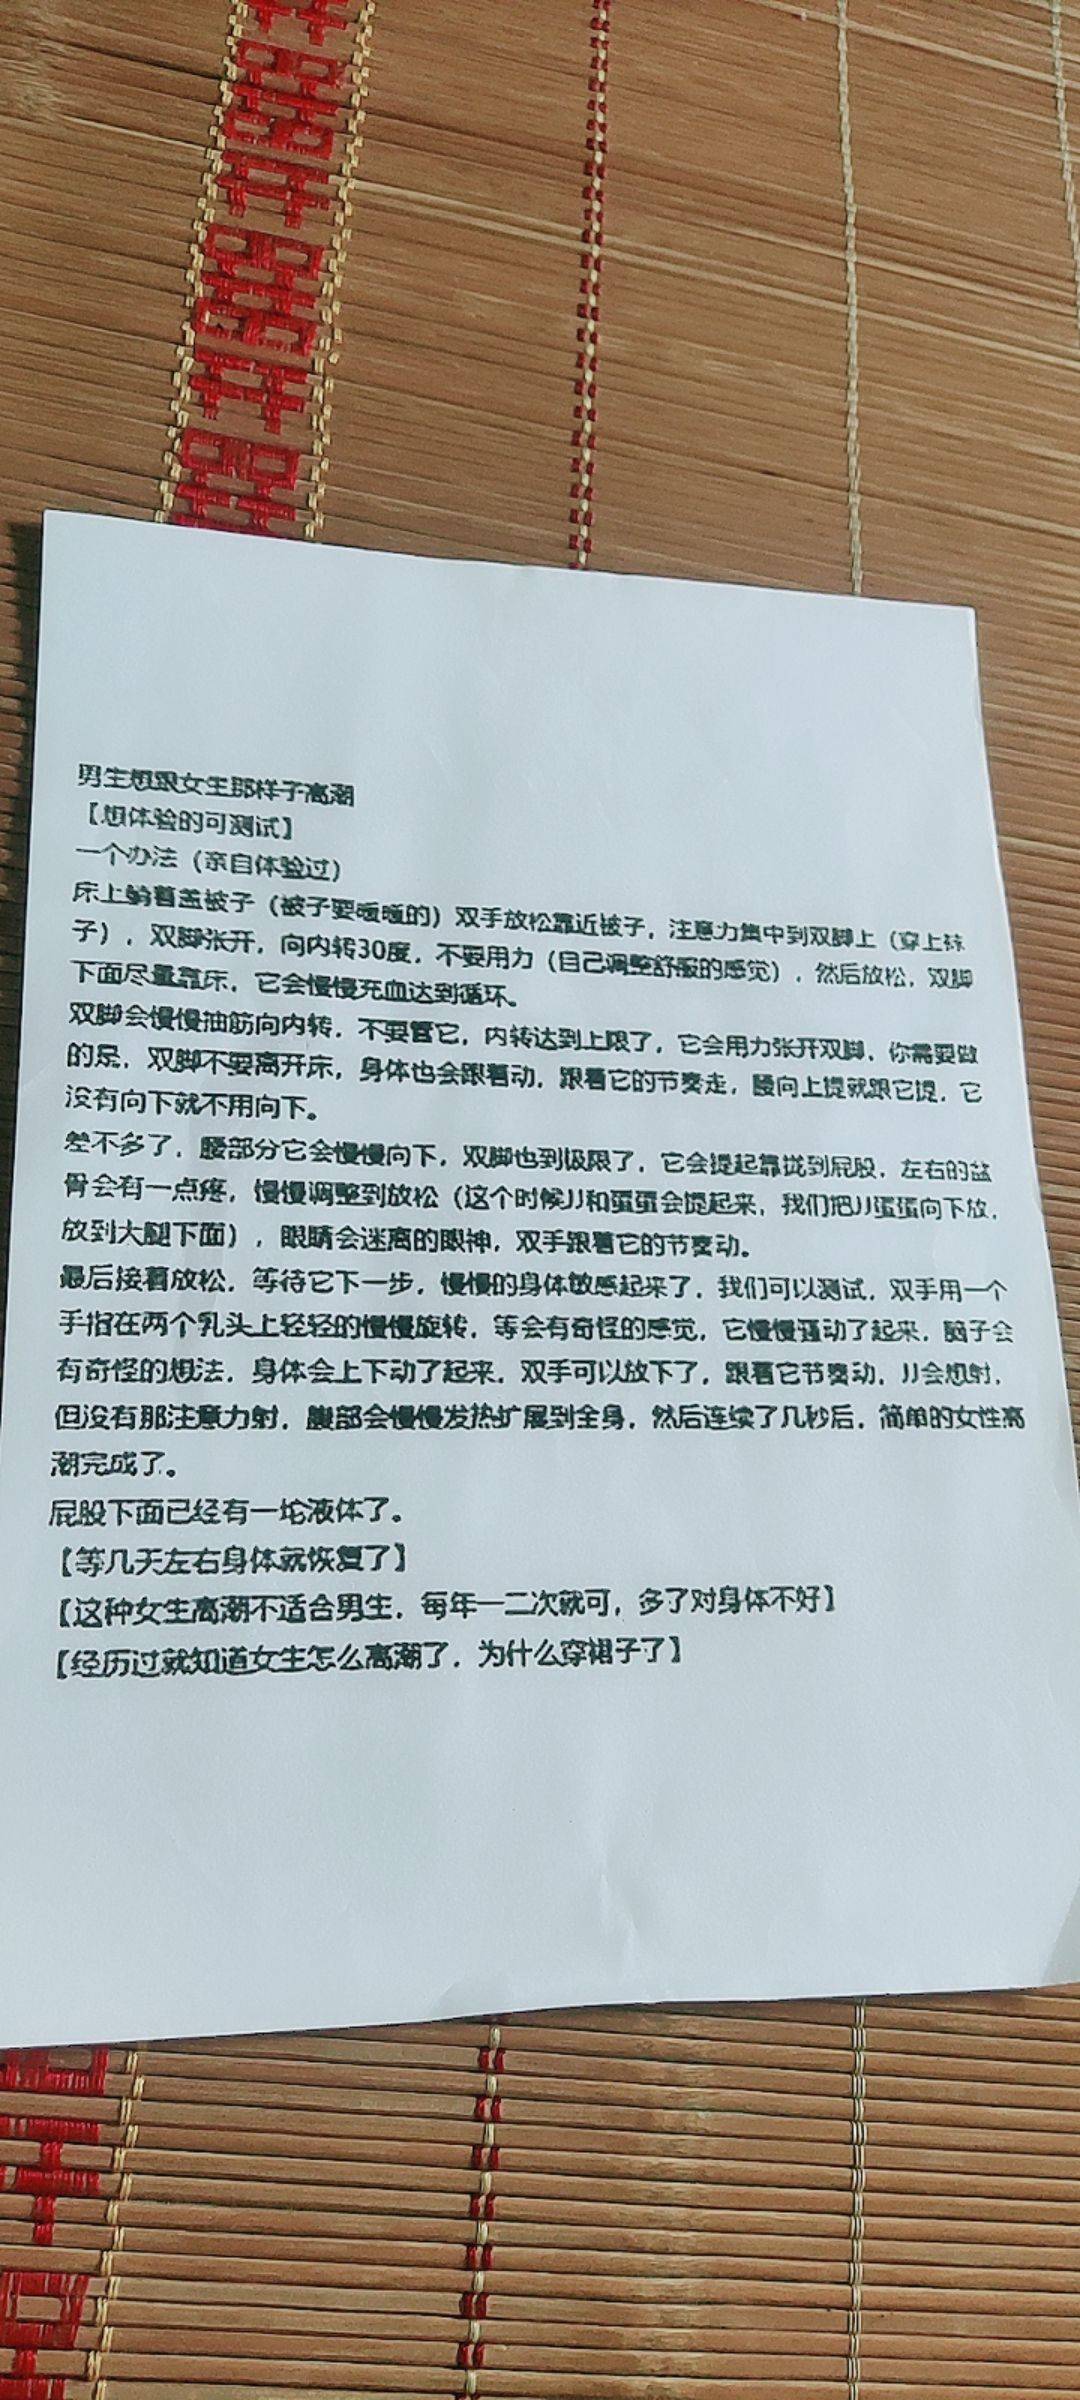 男生想跟女生那样子高潮
【想体验的可测试】
一个办法（亲自体验过）
床上躺着盖被子（被子要暖暖的）双手放松靠近被子，注意力集中到双脚上（穿上袜
子），双脚张开，向内转30度，不要用力（自己调整舒服的感觉），然后放松，双脚
下面尽量靠床，它会慢慢充血达到循环。
双脚会慢慢抽筋向内转，不要管它，内转达到上限了，它会用力张开双脚，你需要做
的是，双脚不要离开床，身体也会跟着动，跟着它的节奏走，腰向上提就跟它提，它
没有向下就不用向下。
差不多了，腰部分它会慢慢向下，双脚也到极限了，它会提起靠拢到屁股，左右的盆
骨会有一点疼，慢慢调整到放松（这个时候JJ和蛋蛋会提起来，我们把JJ蛋蛋向下放，
放到大腿下面），眼睛会迷离的眼神，双手跟着它的节奏动。
最后接着放松，等待它下一步，慢慢的身体敏感起来了，我们可以测试，双手用一个
手指在两个乳头上轻轻的慢慢旋转，等会有奇怪的感觉，它慢慢骚动了起来，脑子会
有奇怪的想法，身体会上下动了起来，双手可以放下了，跟着它节奏动，JJ会想射，
但没有那注意力射，腹部会慢慢发热扩展到全身，然后连续了几秒后，简单的女性高
潮完成了。
屁股下面已经有一坨液体了。
【等几天左右身体就恢复了】
【这种女生高潮不适合男生，每年一二次就可，多了对身体不好】
【经历过就知道女生怎么高潮了，为什么穿裙子了】